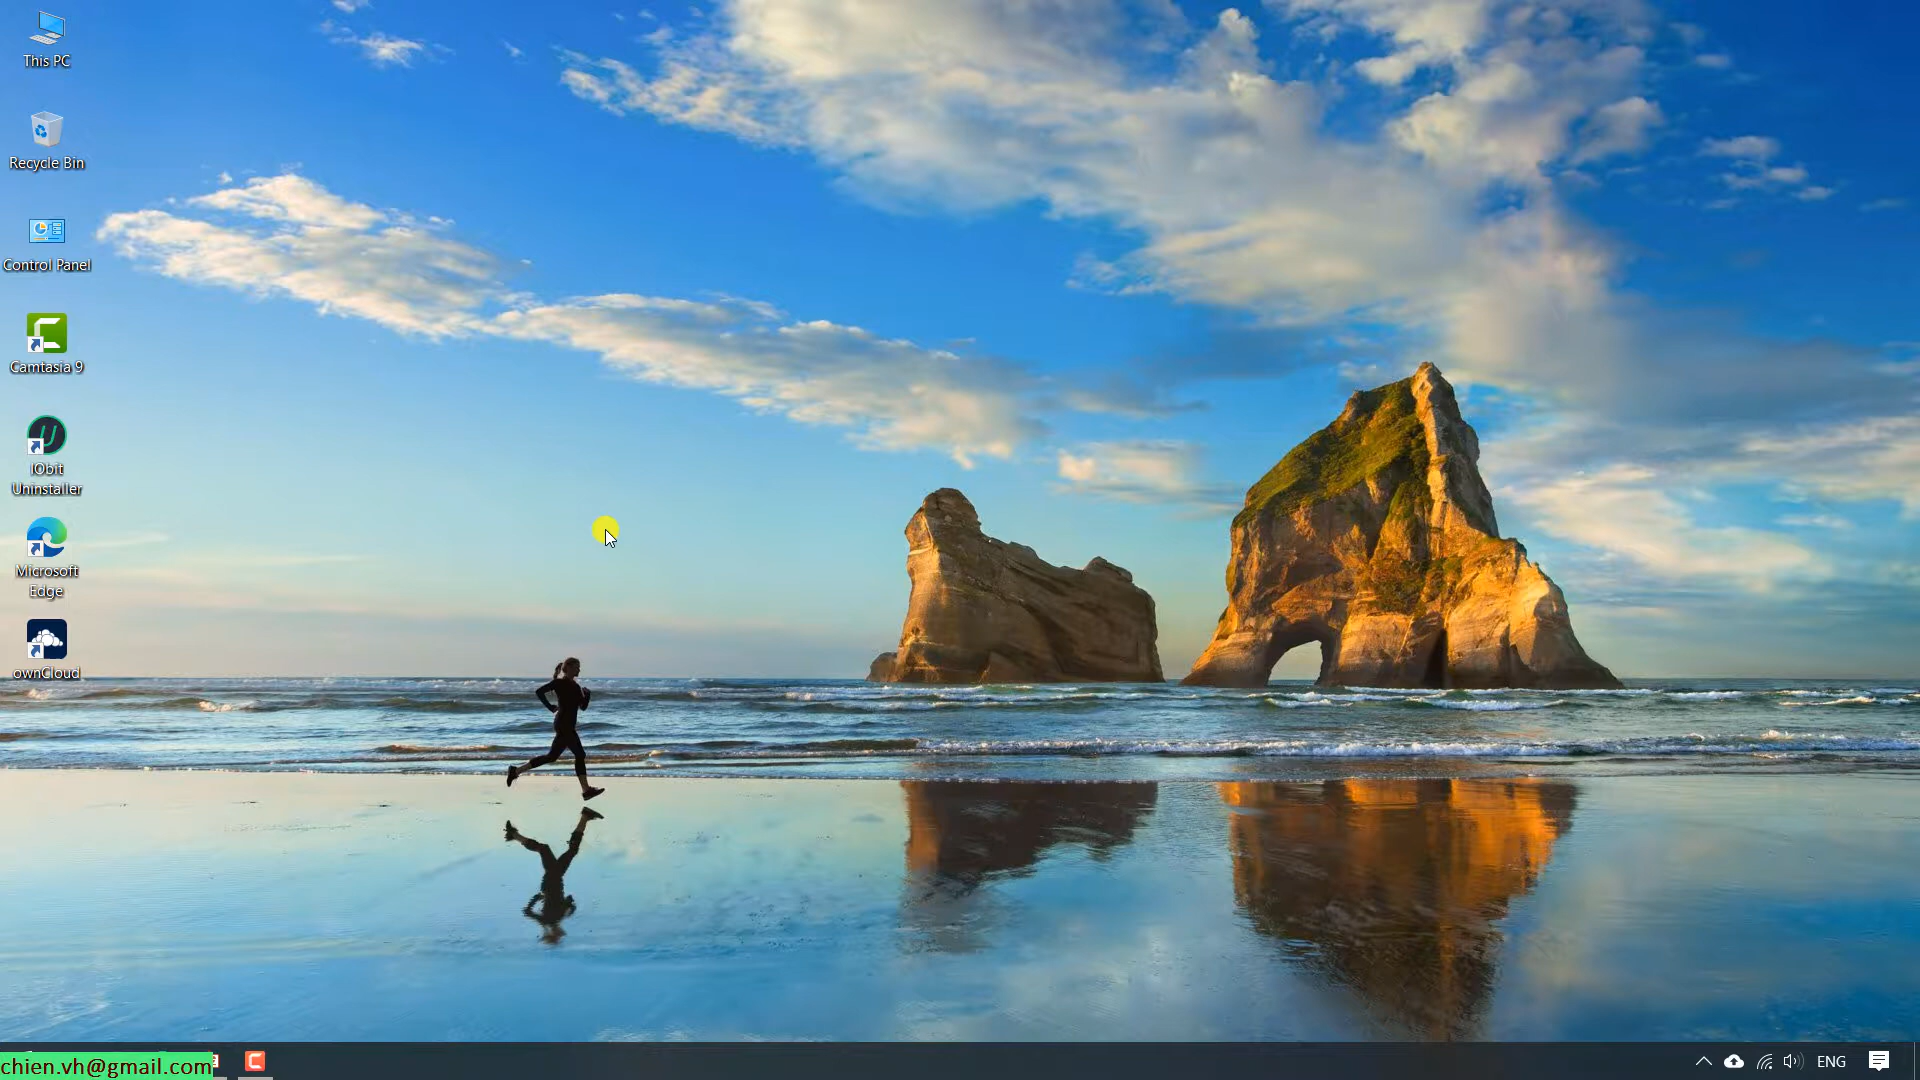 This PC
Recycle Bin
Control Panel
Camtasia 9
IObit
Uninstaller
Microsoft
Edge
ownCloud
chien.vh@gmail.com
ENG